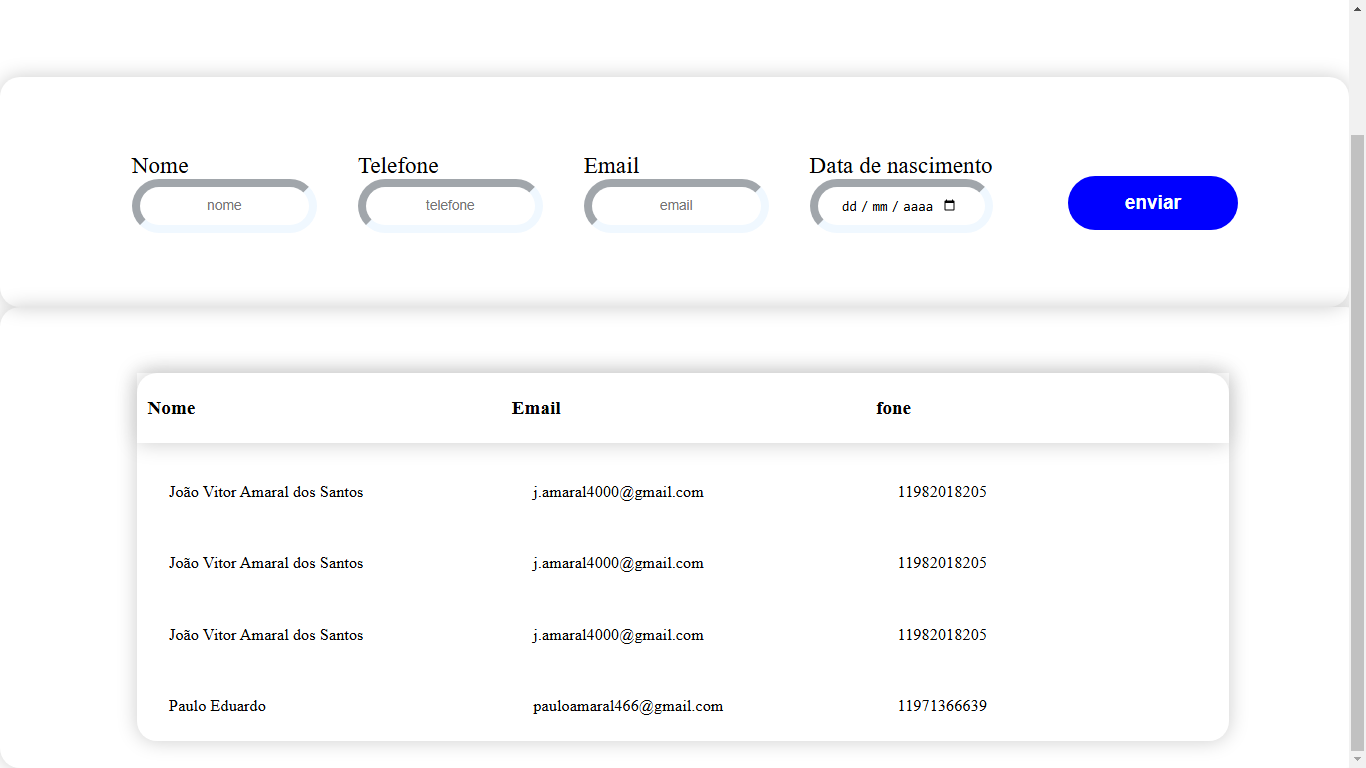 Nome Telefone Email Data de nascimento
nome telefone email dd / mm / aaaa enviar
Nome Email fone
João Vitor Amaral dos Santos j.amaral4000@gmail.com 11982018205
João Vitor Amaral dos Santos j.amaral4000@gmail.com 11982018205
João Vitor Amaral dos Santos j.amaral4000@gmail.com 11982018205
Paulo Eduardo pauloamaral466@gmail.com 11971366639